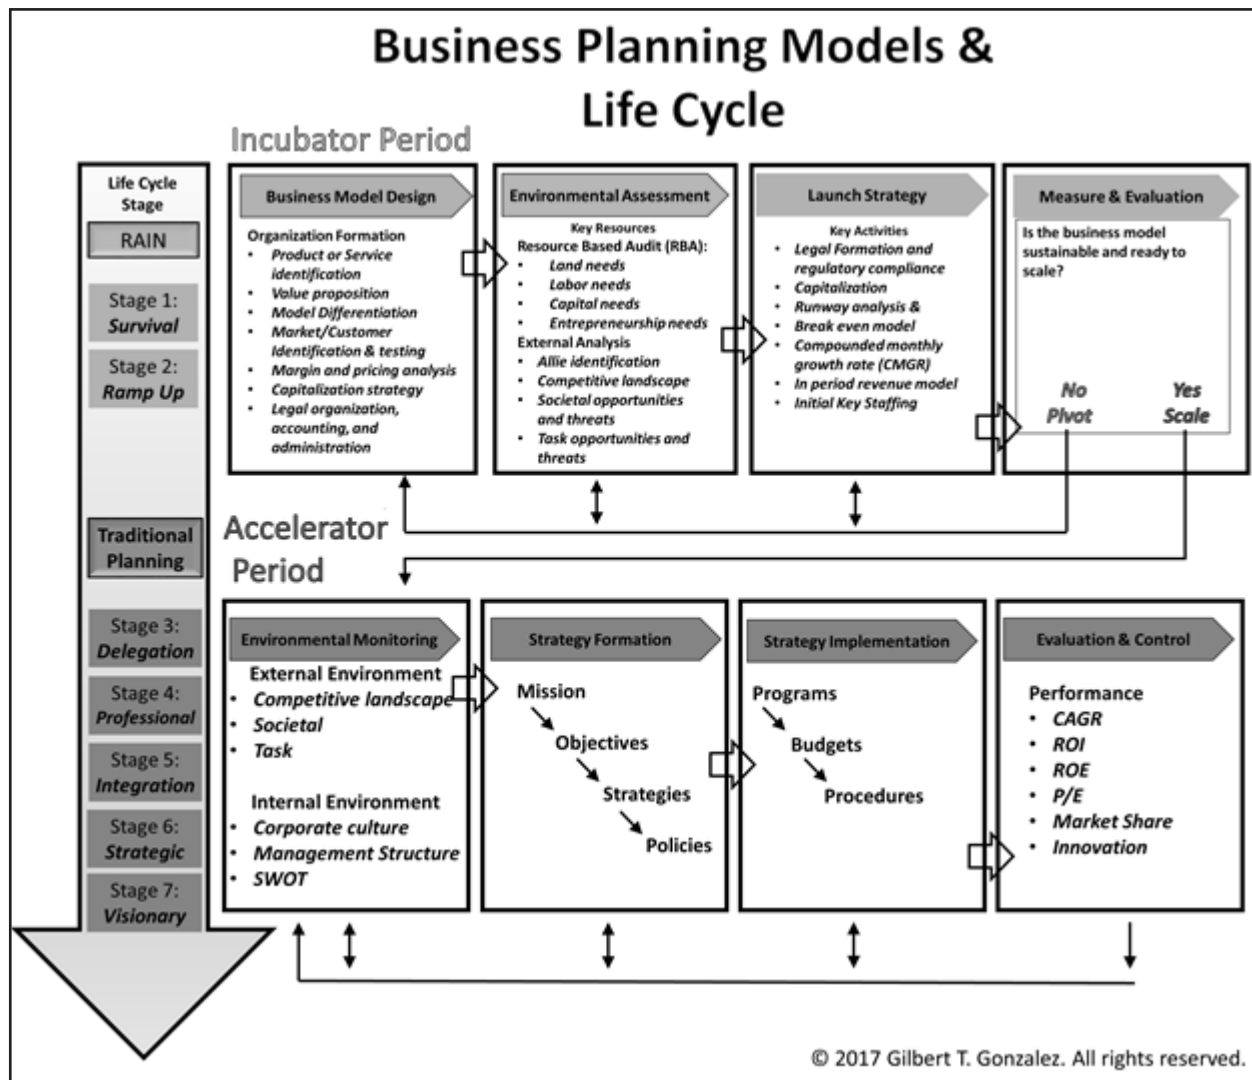 Business Planning Models &
Life Cycle
Incubator Period
Life Cycle
Stage
RAIN
Stage 1:
Survival
Stage 2:
Ramp Up
Traditional
Planning
Stage 3:
Delegation
Stage 4:
Professional
Stage 5:
Integration
Stage 6:
Strategic
Stage 7:
Visionary
Business Model Design
Organization Formation
• Product or Service
identification
• Value proposition
• Model Differentiation
• Market/Customer
Identification & testing
• Margin and pricing analysis
• Capitalization strategy
• Legal organization,
accounting, and
administration
Environmental Assessment
Key Resources
Resource Based Audit (RBA):
• Land needs
• Labor needs
• Capital needs
• Entrepreneurship needs
External Analysis
• Allie identification
• Competitive landscape
• Societal opportunities
and threats
• Task opportunities and
threats
Launch Strategy
Key Activities
• Legal Formation and
regulatory compliance
• Capitalization
• Runway analysis &
• Break even model
• Compounded monthly
growth rate (CMGR)
• In period revenue model
• Initial Key Staffing
Measure & Evaluation
Is the business model
sustainable and ready to
scale?
No
Pivot
Yes
Scale
Accelerator
Period
Environmental Monitoring
External Environment
• Competitive landscape
• Societal
• Task
Internal Environment
• Corporate culture
• Management Structure
• SWOT
Strategy Formation
Mission
Objectives
Strategies
Policies
Strategy Implementation
Programs
Budgets
Procedures
Evaluation & Control
Performance
• CAGR
• ROI
• ROE
• P/E
• Market Share
• Innovation
© 2017 Gilbert T. Gonzalez. All rights reserved.